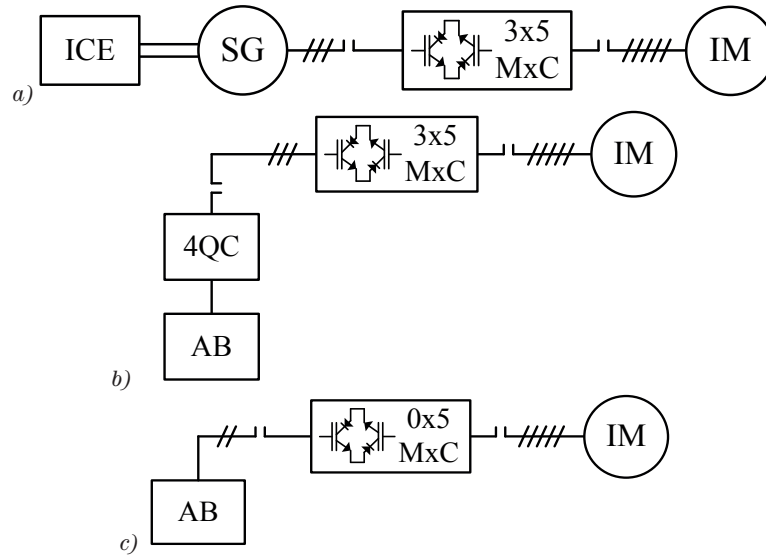 ICE SG 3x5 MxC IM
a)
3x5 MxC IM
4QC
AB
b)
0x5 MxC IM
AB
c)